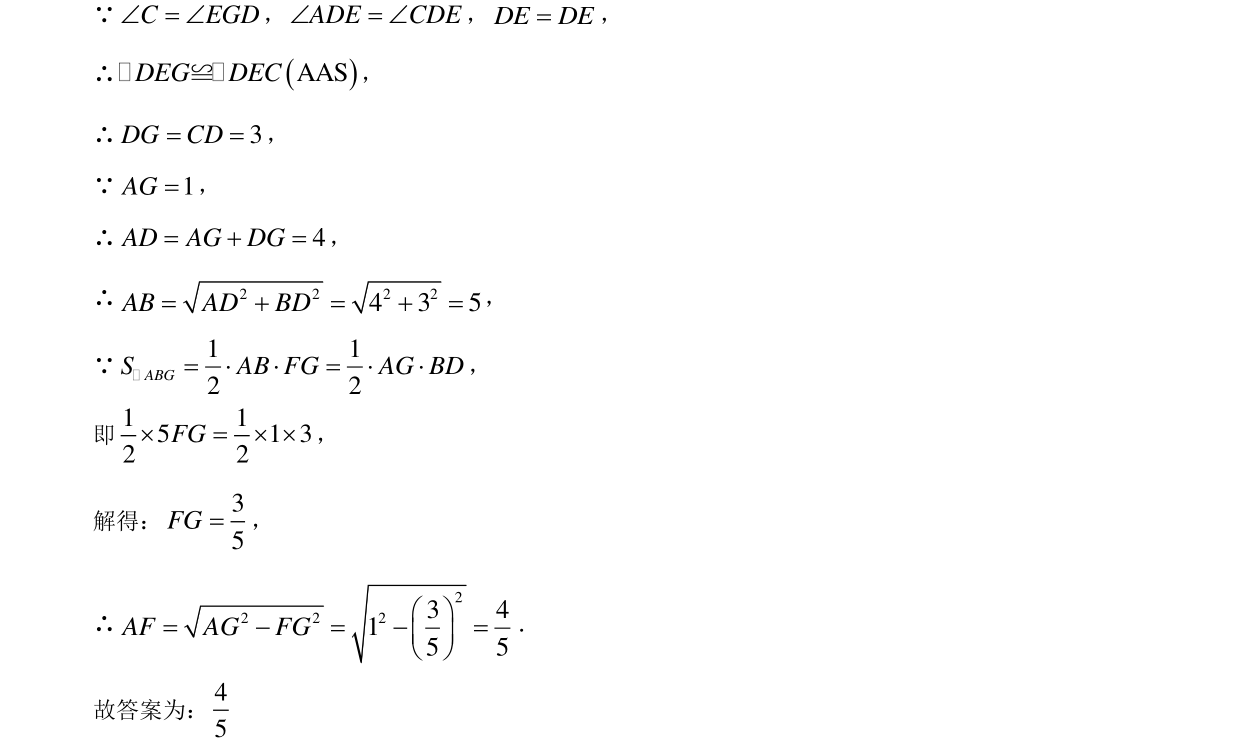 ∵ ∠C = ∠EGD， ∠ADE = ∠CDE， DE = DE，
∴ □ DEG ≌ □ DEC (AAS)，
∴ DG = CD = 3，
∵ AG = 1，
∴ AD = AG + DG = 4，
∴ AB = √(AD² + BD²) = √(4² + 3²) = 5，
∵ S□ ABG = 1/2 · AB · FG = 1/2 · AG · BD，
即 1/2 × 5FG = 1/2 × 1 × 3，
解得： FG = 3/5，
∴ AF = √(AG² − FG²) = √(1² − (3/5)²) = 4/5 .
故答案为： 4/5